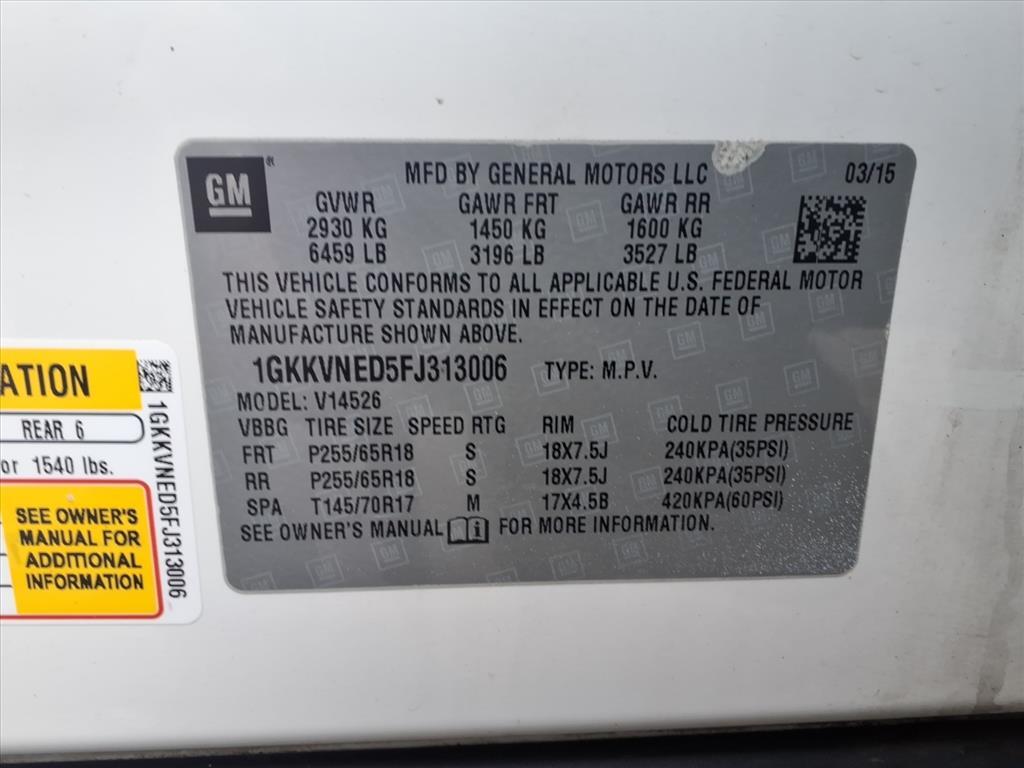 GM
®
MFD BY GENERAL MOTORS LLC 03/15
GVWR GAWR FRT GAWR RR
2930 KG 1450 KG 1600 KG
6459 LB 3196 LB 3527 LB
THIS VEHICLE CONFORMS TO ALL APPLICABLE U.S. FEDERAL MOTOR
VEHICLE SAFETY STANDARDS IN EFFECT ON THE DATE OF
MANUFACTURE SHOWN ABOVE.
1GKKVNED5FJ313006 TYPE: M.P.V.
MODEL: V14526
VBBG TIRE SIZE SPEED RTG RIM COLD TIRE PRESSURE
FRT P255/65R18 S 18X7.5J 240KPA(35PSI)
RR P255/65R18 S 18X7.5J 240KPA(35PSI)
SPA T145/70R17 M 17X4.5B 420KPA(60PSI)
SEE OWNER'S MANUAL i FOR MORE INFORMATION.
ATION
REAR 6
or 1540 lbs.
SEE OWNER'S
MANUAL FOR
ADDITIONAL
INFORMATION
1GKKVNED5FJ313006